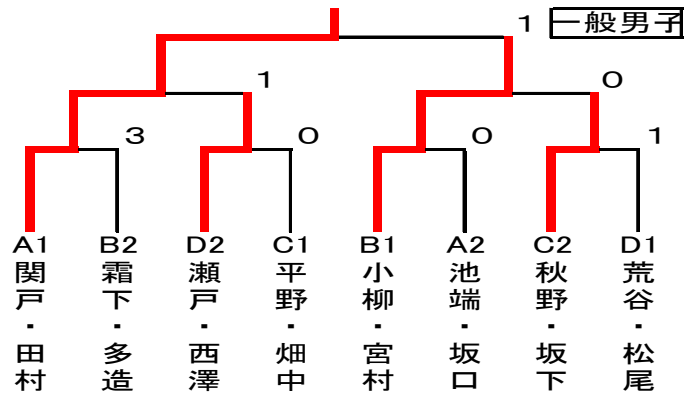 1 一般男子
1 0
3 0 0 1
A1 B2 D2 C1 B1 A2 C2 D1
関戸・田村
霜下・多造
瀬戸・西澤
平野・畑中
小柳・宮村
池端・坂口
秋野・坂下
荒谷・松尾